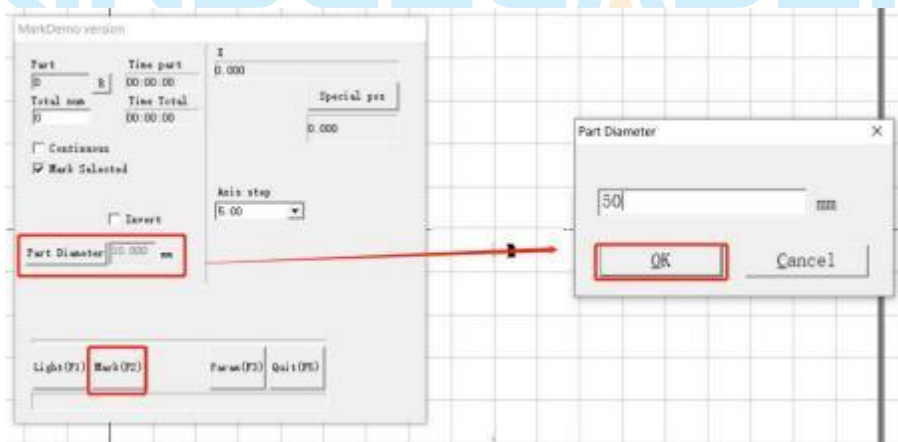 MarkDemo version
Part
Time part
0
R
00:00:00
Total num
Time Total
0
00:00:00
Continuous
Mark Selected
Invert
Part Diameter
mm
X
0.000
Special pos
0.000
Axis step
5.00
Light(F1)
Mark(F2)
Param(F3)
Quit(F5)
Part Diameter
50
mm
OK
Cancel